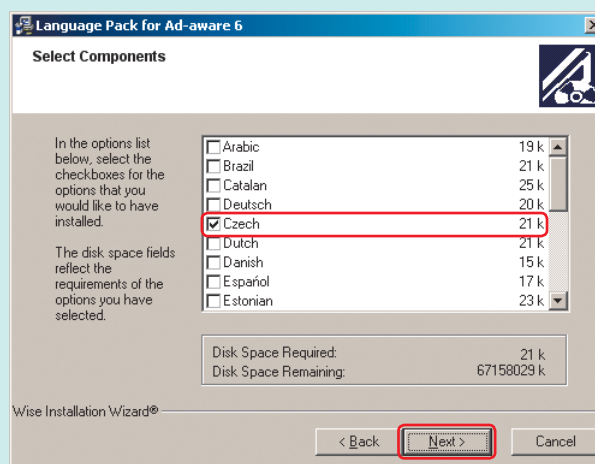 Language Pack for Ad-aware 6
Select Components
In the options list
below, select the
checkboxes for the
options that you
would like to have
installed.
The disk space fields
reflect the
requirements of the
options you have
selected.
Arabic 19 k
Brazil 21 k
Catalan 25 k
Deutsch 20 k
Czech 21 k
Dutch 21 k
Danish 15 k
Español 17 k
Estonian 23 k
Disk Space Required: 21 k
Disk Space Remaining: 67158029 k
Wise Installation Wizard®
< Back Next > Cancel